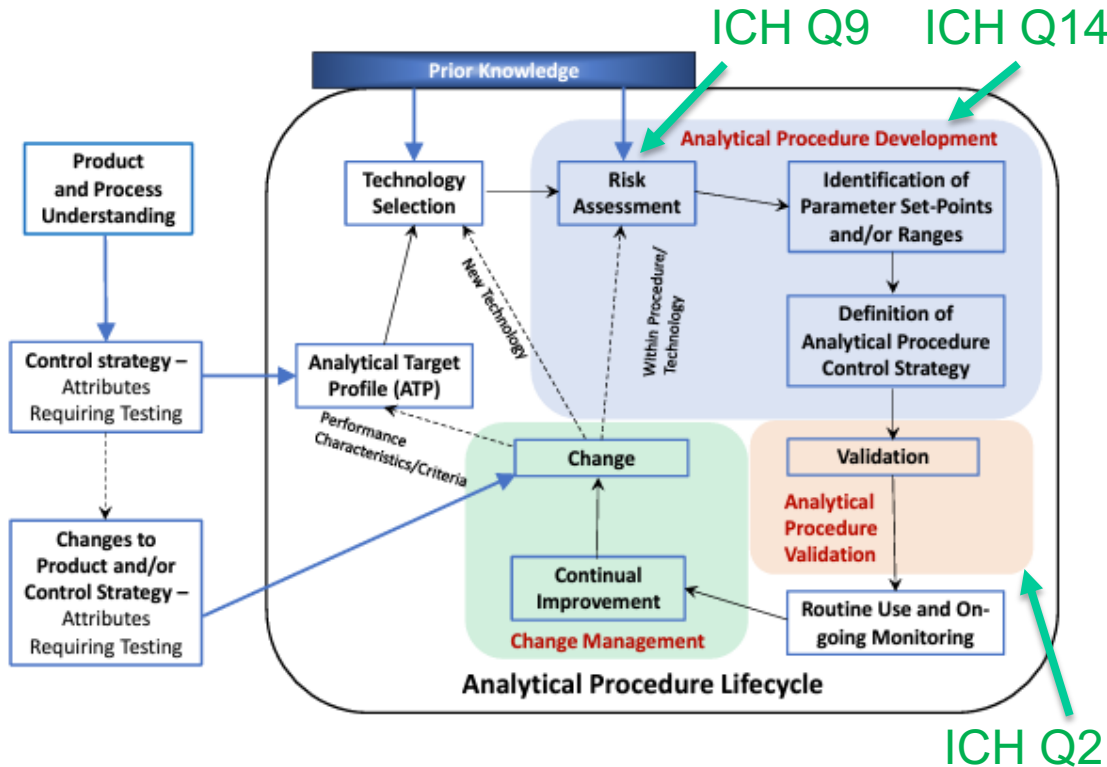 ICH Q9
ICH Q14
Prior Knowledge
Analytical Procedure Development
Product
and Process
Understanding
Technology
Selection
Risk
Assessment
Identification of
Parameter Set-Points
and/or Ranges
New Technology
Within Procedure/
Technology
Control strategy –
Attributes
Requiring Testing
Analytical Target
Profile (ATP)
Definition of
Analytical Procedure
Control Strategy
Performance
Characteristics/Criteria
Change
Validation
Analytical
Procedure
Validation
Changes to
Product and/or
Control Strategy –
Attributes
Requiring Testing
Continual
Improvement
Change Management
Routine Use and On-
going Monitoring
Analytical Procedure Lifecycle
ICH Q2